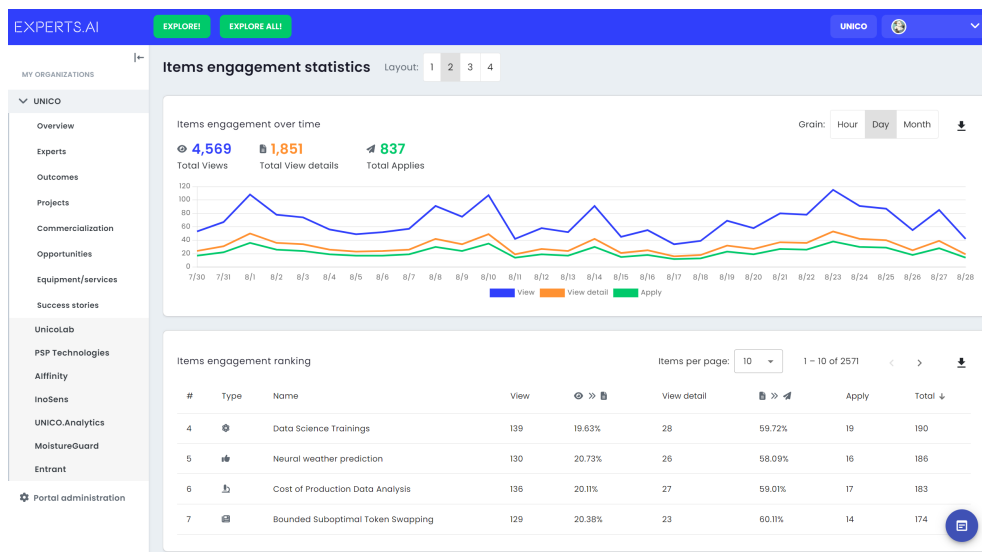 EXPERTS.AI
EXPLORE!
EXPLORE ALL!
UNICO
MY ORGANIZATIONS
UNICO
Overview
Experts
Outcomes
Projects
Commercialization
Opportunities
Equipment/services
Success stories
UnicoLab
PSP Technologies
AIffinity
InoSens
UNICO.Analytics
MoistureGuard
Entrant
Portal administration
Items engagement statistics Layout: 1 2 3 4
Items engagement over time
Grain: Hour Day Month
4,569 1,851 837
Total Views Total View details Total Applies
120
100
80
60
40
20
0
7/30 7/31 8/1 8/2 8/3 8/4 8/5 8/6 8/7 8/8 8/9 8/10 8/11 8/12 8/13 8/14 8/15 8/16 8/17 8/18 8/19 8/20 8/21 8/22 8/23 8/24 8/25 8/26 8/27 8/28
View View detail Apply
Items engagement ranking Items per page: 10 1 – 10 of 2571
# Type Name View View detail Apply Total
4 Data Science Trainings 139 19.63% 28 59.72% 19 190
5 Neural weather prediction 130 20.73% 26 58.09% 16 186
6 Cost of Production Data Analysis 136 20.11% 27 59.01% 17 183
7 Bounded Suboptimal Token Swapping 129 20.38% 23 60.11% 14 174